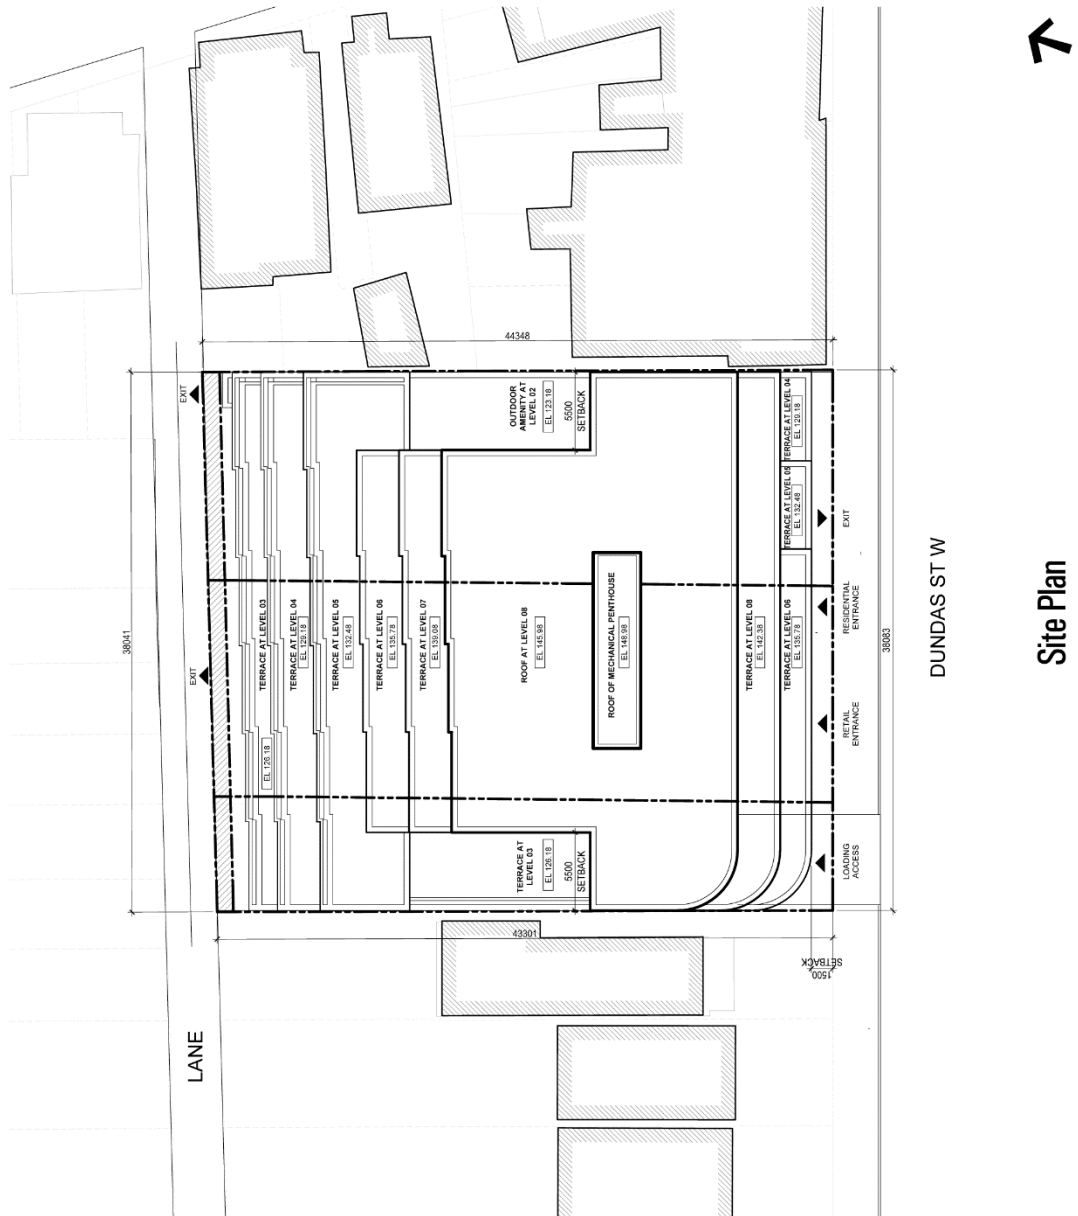 44348
EXIT
OUTDOOR
AMENITY AT
LEVEL 02
EL 123.18
5500
SETBACK
TERRACE AT LEVEL 04
EL 129.18
TERRACE AT LEVEL 05
EL 132.48
EXIT
38041
EXIT
TERRACE AT LEVEL 03
EL 126.18
TERRACE AT LEVEL 04
EL 129.18
TERRACE AT LEVEL 05
EL 132.48
TERRACE AT LEVEL 06
EL 135.78
TERRACE AT LEVEL 07
EL 139.08
ROOF AT LEVEL 08
EL 145.98
ROOF OF MECHANICAL PENTHOUSE
EL 148.98
TERRACE AT LEVEL 08
EL 142.38
TERRACE AT LEVEL 06
EL 135.78
RESIDENTIAL
ENTRANCE
RETAIL
ENTRANCE
38083
DUNDAS ST W
Site Plan
TERRACE AT
LEVEL 03
EL 126.18
5500
SETBACK
LOADING
ACCESS
43301
1500
SETBACK
LANE